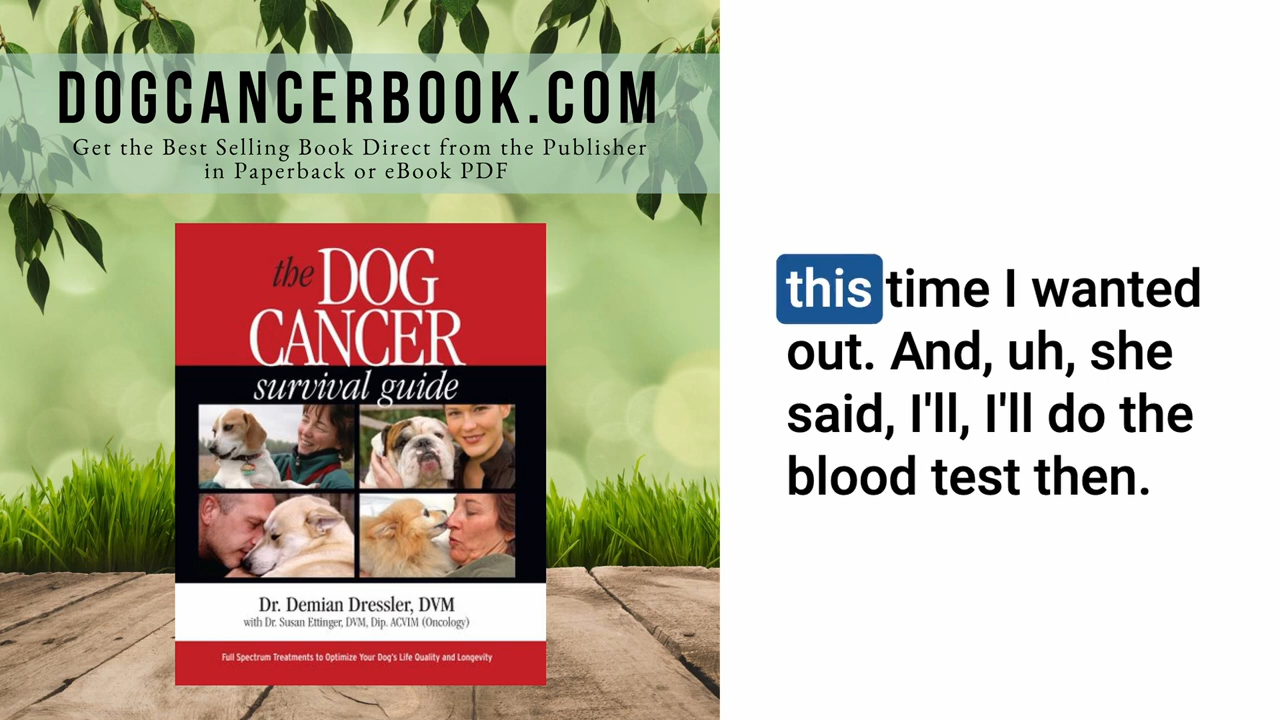 DOGCANCERBOOK.COM
Get the Best Selling Book Direct from the Publisher
in Paperback or eBook PDF
the DOG
CANCER
survival guide
Dr. Demian Dressler, DVM
with Dr. Susan Ettinger, DVM, Dip. ACVIM (Oncology)
Full Spectrum Treatments to Optimize Your Dog's Life Quality and Longevity
this time I wanted
out. And, uh, she
said, I'll, I'll do the
blood test then.